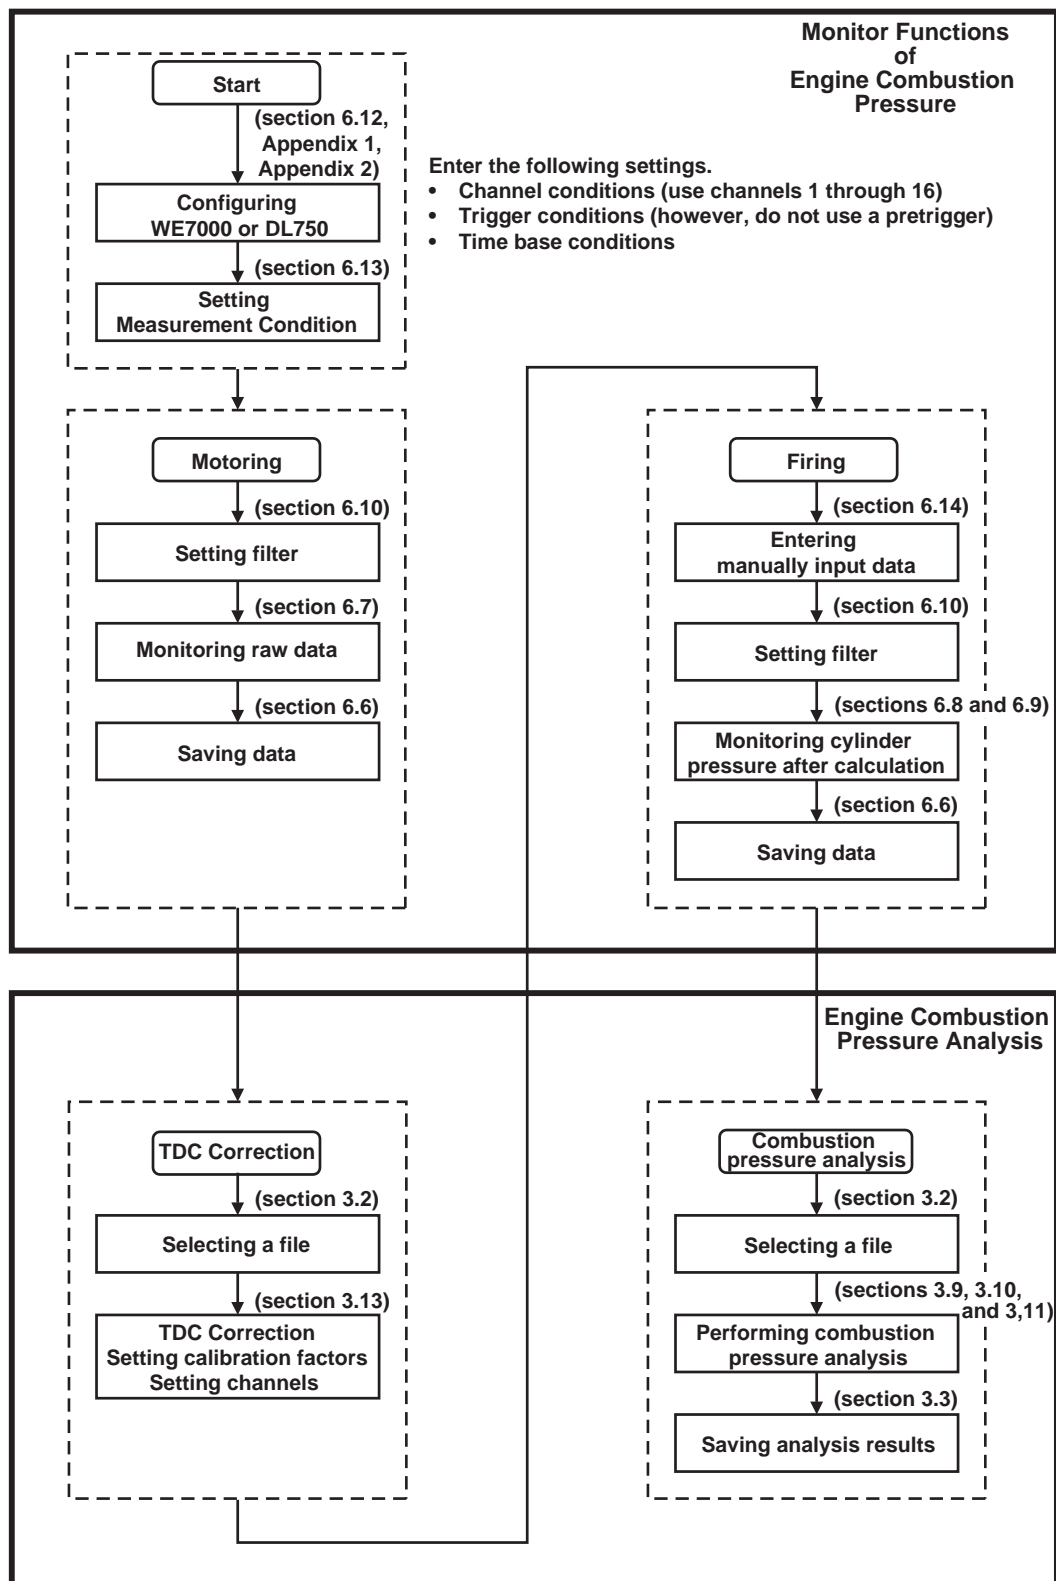 Monitor Functions
of
Engine Combustion
Pressure
Start
(section 6.12,
Appendix 1,
Appendix 2)
Configuring
WE7000 or DL750
(section 6.13)
Setting
Measurement Condition
Enter the following settings.
• Channel conditions (use channels 1 through 16)
• Trigger conditions (however, do not use a pretrigger)
• Time base conditions
Motoring
(section 6.10)
Setting filter
(section 6.7)
Monitoring raw data
(section 6.6)
Saving data
Firing
(section 6.14)
Entering
manually input data
(section 6.10)
Setting filter
(sections 6.8 and 6.9)
Monitoring cylinder
pressure after calculation
(section 6.6)
Saving data
Engine Combustion
Pressure Analysis
TDC Correction
(section 3.2)
Selecting a file
(section 3.13)
TDC Correction
Setting calibration factors
Setting channels
Combustion
pressure analysis
(section 3.2)
Selecting a file
(sections 3.9, 3.10,
and 3,11)
Performing combustion
pressure analysis
(section 3.3)
Saving analysis results